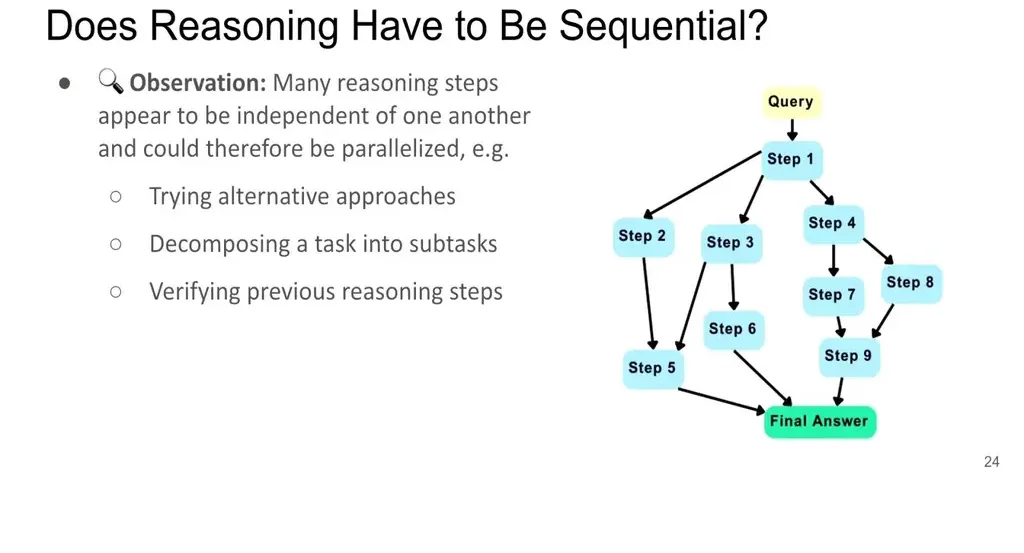 Does Reasoning Have to Be Sequential?
● 🔍 Observation: Many reasoning steps
appear to be independent of one another
and could therefore be parallelized, e.g.
○ Trying alternative approaches
○ Decomposing a task into subtasks
○ Verifying previous reasoning steps
Query
Step 1
Step 2
Step 3
Step 4
Step 7
Step 8
Step 6
Step 5
Step 9
Final Answer
24